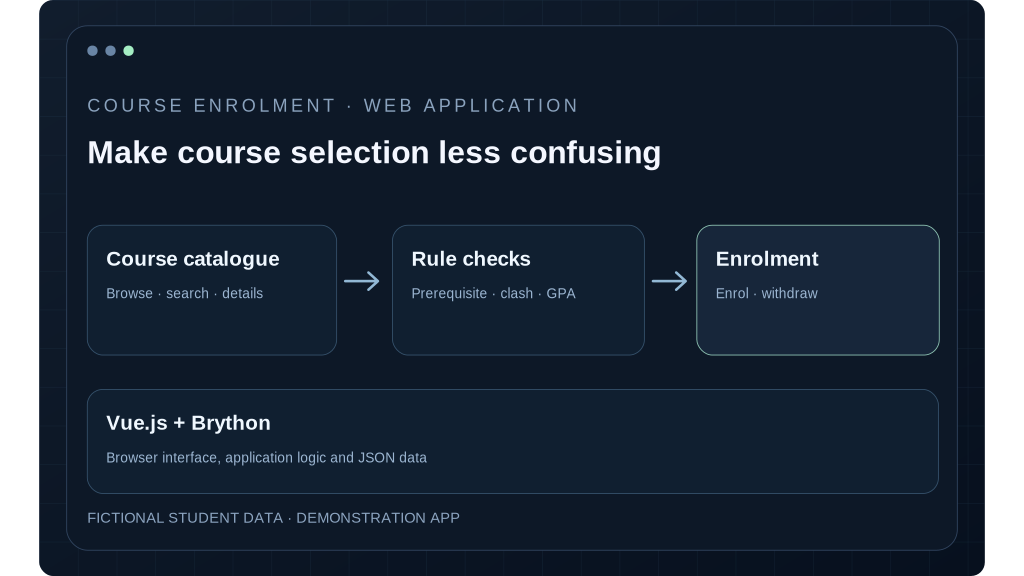 COURSE ENROLMENT · WEB APPLICATION
Make course selection less confusing
Course catalogue
Browse · search · details
Rule checks
Prerequisite · clash · GPA
Enrolment
Enrol · withdraw
Vue.js + Brython
Browser interface, application logic and JSON data
FICTIONAL STUDENT DATA · DEMONSTRATION APP